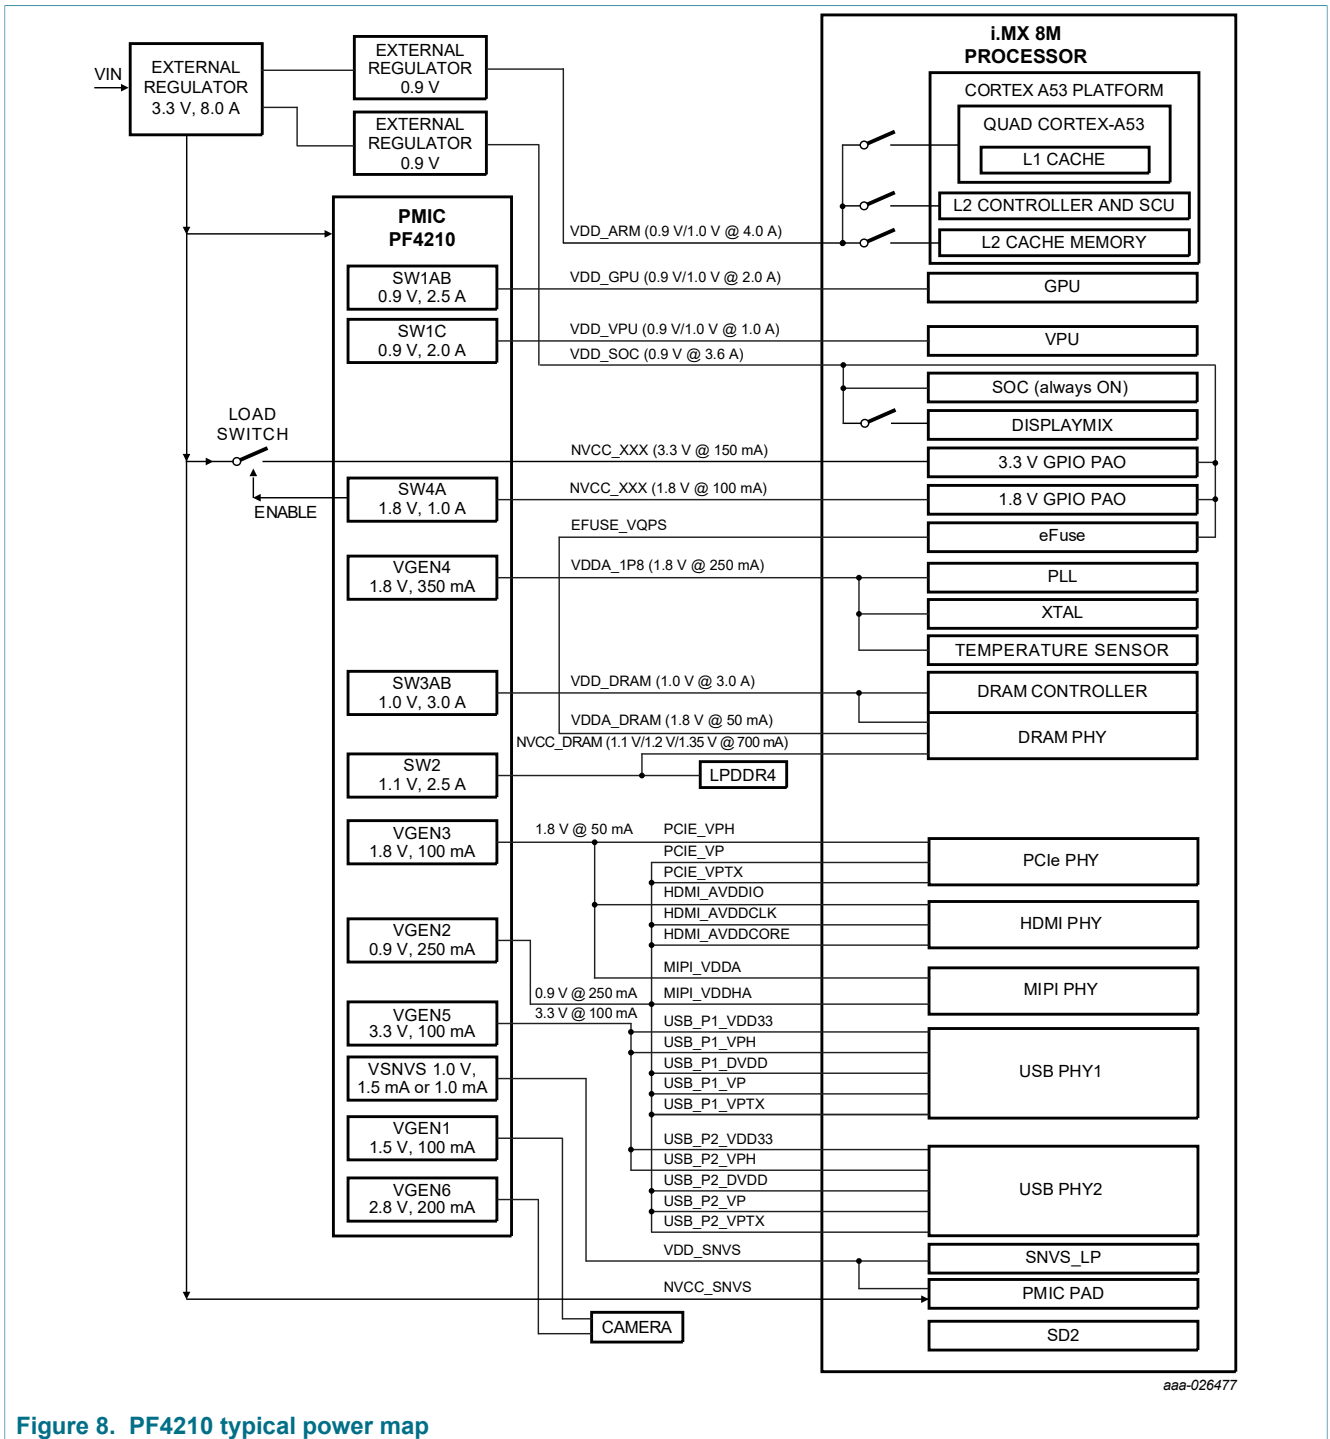 VIN
EXTERNAL
REGULATOR
3.3 V, 8.0 A
EXTERNAL
REGULATOR
0.9 V
EXTERNAL
REGULATOR
0.9 V
i.MX 8M
PROCESSOR
CORTEX A53 PLATFORM
QUAD CORTEX-A53
L1 CACHE
L2 CONTROLLER AND SCU
L2 CACHE MEMORY
PMIC
PF4210
VDD_ARM (0.9 V/1.0 V @ 4.0 A)
SW1AB
0.9 V, 2.5 A
VDD_GPU (0.9 V/1.0 V @ 2.0 A)
GPU
SW1C
0.9 V, 2.0 A
VDD_VPU (0.9 V/1.0 V @ 1.0 A)
VPU
VDD_SOC (0.9 V @ 3.6 A)
SOC (always ON)
DISPLAYMIX
LOAD
SWITCH
NVCC_XXX (3.3 V @ 150 mA)
3.3 V GPIO PAO
ENABLE
SW4A
1.8 V, 1.0 A
NVCC_XXX (1.8 V @ 100 mA)
1.8 V GPIO PAO
EFUSE_VQPS
eFuse
VGEN4
1.8 V, 350 mA
VDDA_1P8 (1.8 V @ 250 mA)
PLL
XTAL
TEMPERATURE SENSOR
SW3AB
1.0 V, 3.0 A
VDD_DRAM (1.0 V @ 3.0 A)
DRAM CONTROLLER
VDDA_DRAM (1.8 V @ 50 mA)
DRAM PHY
NVCC_DRAM (1.1 V/1.2 V/1.35 V @ 700 mA)
SW2
1.1 V, 2.5 A
LPDDR4
VGEN3
1.8 V, 100 mA
1.8 V @ 50 mA
PCIE_VPH
PCIE_VP
PCIE_VPTX
PCIe PHY
HDMI_AVDDIO
HDMI_AVDDCLK
HDMI_AVDDCORE
HDMI PHY
VGEN2
0.9 V, 250 mA
MIPI_VDDA
0.9 V @ 250 mA
MIPI_VDDHA
MIPI PHY
VGEN5
3.3 V, 100 mA
3.3 V @ 100 mA
USB_P1_VDD33
USB_P1_VPH
USB_P1_DVDD
USB_P1_VP
USB_P1_VPTX
USB PHY1
VSNVS 1.0 V,
1.5 mA or 1.0 mA
VGEN1
1.5 V, 100 mA
USB_P2_VDD33
USB_P2_VPH
USB_P2_DVDD
USB_P2_VP
USB_P2_VPTX
USB PHY2
VGEN6
2.8 V, 200 mA
VDD_SNVS
SNVS_LP
NVCC_SNVS
PMIC PAD
CAMERA
SD2
aaa-026477
Figure 8. PF4210 typical power map